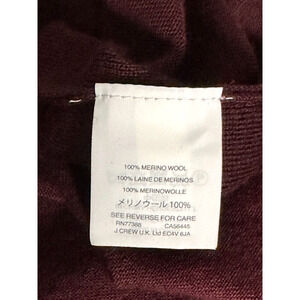 100% MERINO WOOL
100% LAINE DE MERINOS
100% MERINOWOLLE
メリノウール 100%
SEE REVERSE FOR CARE
RN77388 CA56445
J.CREW U.K. Ltd EC4V 6JA